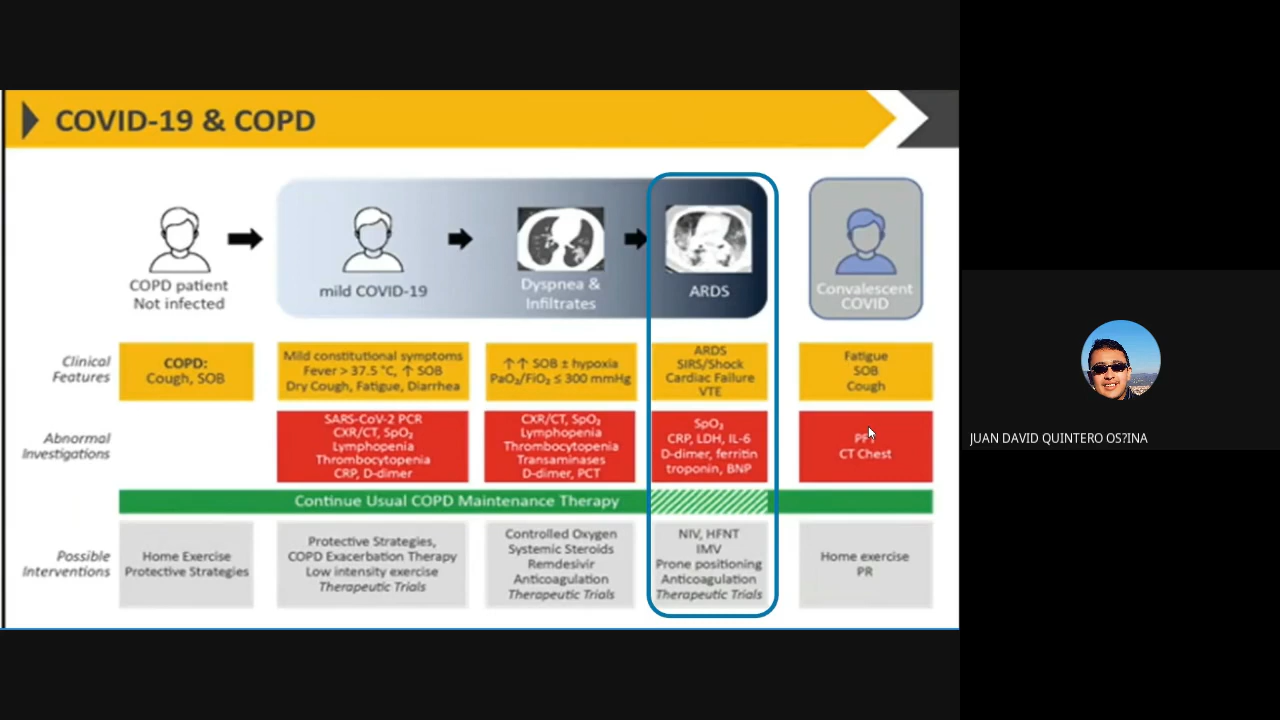 COVID-19 & COPD
COPD patient
Not infected
mild COVID-19
Dyspnea &
Infiltrates
ARDS
Convalescent
COVID
Clinical
Features
COPD:
Cough, SOB
Mild constitutional symptoms
Fever > 37.5 °C, ↑ SOB
Dry Cough, Fatigue, Diarrhea
↑↑ SOB ± hypoxia
PaO₂/FiO₂ ≤ 300 mmHg
ARDS
SIRS/Shock
Cardiac Failure
VTE
Fatigue
SOB
Cough
Abnormal
Investigations
SARS-CoV-2 PCR
CXR/CT, SpO₂
Lymphopenia
Thrombocytopenia
CRP, D-dimer
CXR/CT, SpO₂
Lymphopenia
Thrombocytopenia
Transaminases
D-dimer, PCT
SpO₂
CRP, LDH, IL-6
D-dimer, ferritin
troponin, BNP
CT Chest
Continue Usual COPD Maintenance Therapy
Possible
Interventions
Home Exercise
Protective Strategies
Protective Strategies,
COPD Exacerbation Therapy
Low intensity exercise
Therapeutic Trials
Controlled Oxygen
Systemic Steroids
Remdesivir
Anticoagulation
Therapeutic Trials
NIV, HFNT
IMV
Prone positioning
Anticoagulation
Therapeutic Trials
Home exercise
PR
JUAN DAVID QUINTERO OS?INA